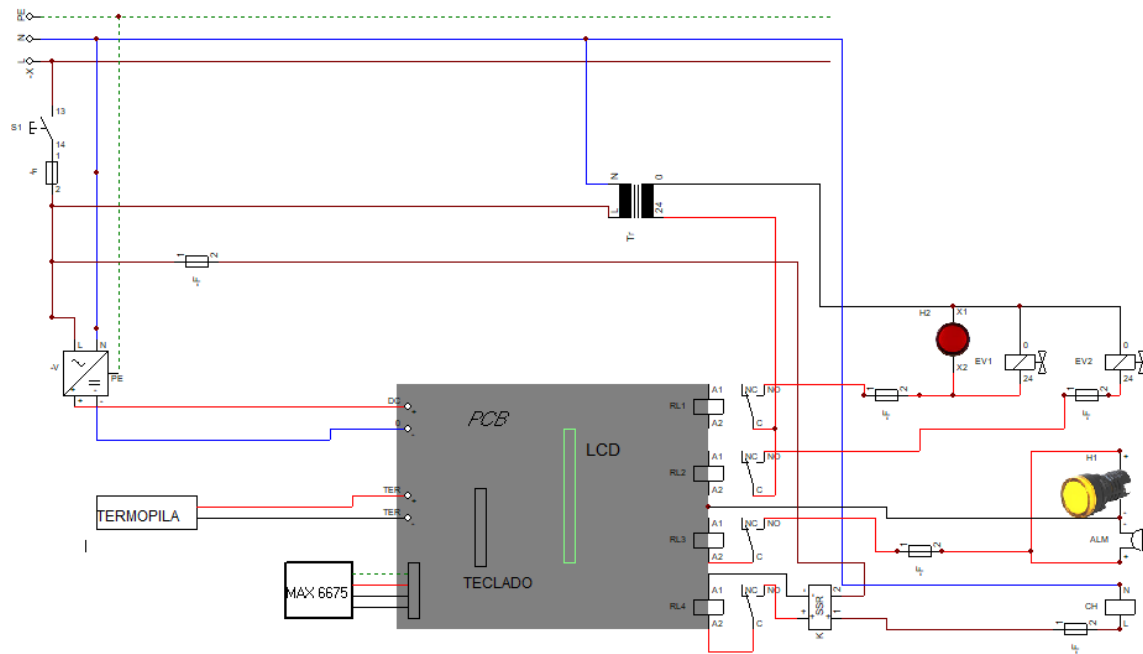 PE
N
L
-X
13
S1
14
1
2
N
0
L
24
Tr
1
2
-F
L
N
-V
PE
+
-
DC
+
0
-
PCB
LCD
TER
+
TER
-
TERMOPILA
TECLADO
MAX 6675
A1
NC
NO
RL1
A2
C
A1
NC
NO
RL2
A2
C
A1
NC
NO
RL3
A2
C
A1
NC
NO
RL4
A2
C
H2
X1
X2
0
EV1
24
0
EV2
24
1
2
-F
1
2
-F
H1
+
-
-
ALM
+
1
2
-F
-
2
SSR
+
1
K
N
CH
L
1
2
-F